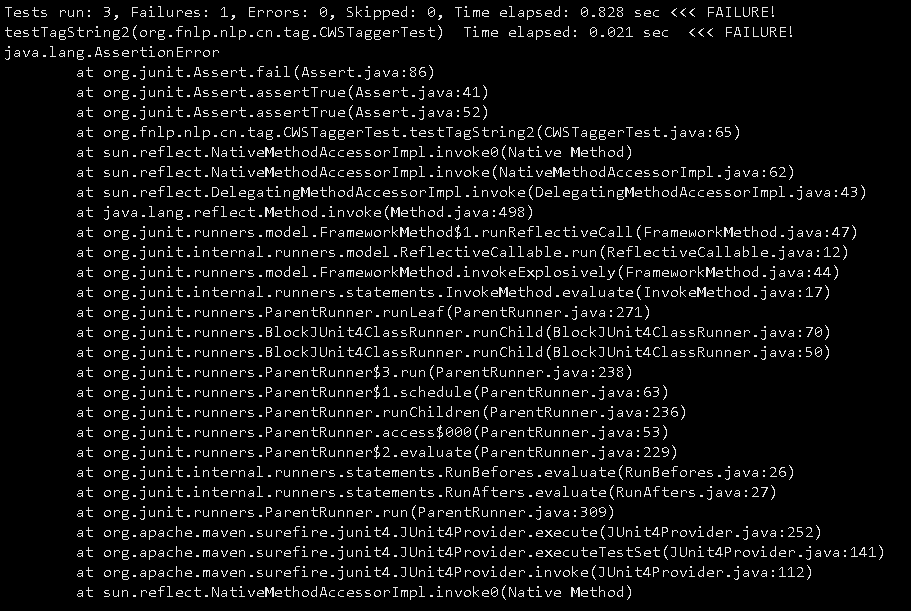 Tests run: 3, Failures: 1, Errors: 0, Skipped: 0, Time elapsed: 0.828 sec <<< FAILURE!
testTagString2(org.fnlp.nlp.cn.tag.CWSTaggerTest)  Time elapsed: 0.021 sec  <<< FAILURE!
java.lang.AssertionError
        at org.junit.Assert.fail(Assert.java:86)
        at org.junit.Assert.assertTrue(Assert.java:41)
        at org.junit.Assert.assertTrue(Assert.java:52)
        at org.fnlp.nlp.cn.tag.CWSTaggerTest.testTagString2(CWSTaggerTest.java:65)
        at sun.reflect.NativeMethodAccessorImpl.invoke0(Native Method)
        at sun.reflect.NativeMethodAccessorImpl.invoke(NativeMethodAccessorImpl.java:62)
        at sun.reflect.DelegatingMethodAccessorImpl.invoke(DelegatingMethodAccessorImpl.java:43)
        at java.lang.reflect.Method.invoke(Method.java:498)
        at org.junit.runners.model.FrameworkMethod$1.runReflectiveCall(FrameworkMethod.java:47)
        at org.junit.internal.runners.model.ReflectiveCallable.run(ReflectiveCallable.java:12)
        at org.junit.runners.model.FrameworkMethod.invokeExplosively(FrameworkMethod.java:44)
        at org.junit.internal.runners.statements.InvokeMethod.evaluate(InvokeMethod.java:17)
        at org.junit.runners.ParentRunner.runLeaf(ParentRunner.java:271)
        at org.junit.runners.BlockJUnit4ClassRunner.runChild(BlockJUnit4ClassRunner.java:70)
        at org.junit.runners.BlockJUnit4ClassRunner.runChild(BlockJUnit4ClassRunner.java:50)
        at org.junit.runners.ParentRunner$3.run(ParentRunner.java:238)
        at org.junit.runners.ParentRunner$1.schedule(ParentRunner.java:63)
        at org.junit.runners.ParentRunner.runChildren(ParentRunner.java:236)
        at org.junit.runners.ParentRunner.access$000(ParentRunner.java:53)
        at org.junit.runners.ParentRunner$2.evaluate(ParentRunner.java:229)
        at org.junit.internal.runners.statements.RunBefores.evaluate(RunBefores.java:26)
        at org.junit.internal.runners.statements.RunAfters.evaluate(RunAfters.java:27)
        at org.junit.runners.ParentRunner.run(ParentRunner.java:309)
        at org.apache.maven.surefire.junit4.JUnit4Provider.execute(JUnit4Provider.java:252)
        at org.apache.maven.surefire.junit4.JUnit4Provider.executeTestSet(JUnit4Provider.java:141)
        at org.apache.maven.surefire.junit4.JUnit4Provider.invoke(JUnit4Provider.java:112)
        at sun.reflect.NativeMethodAccessorImpl.invoke0(Native Method)